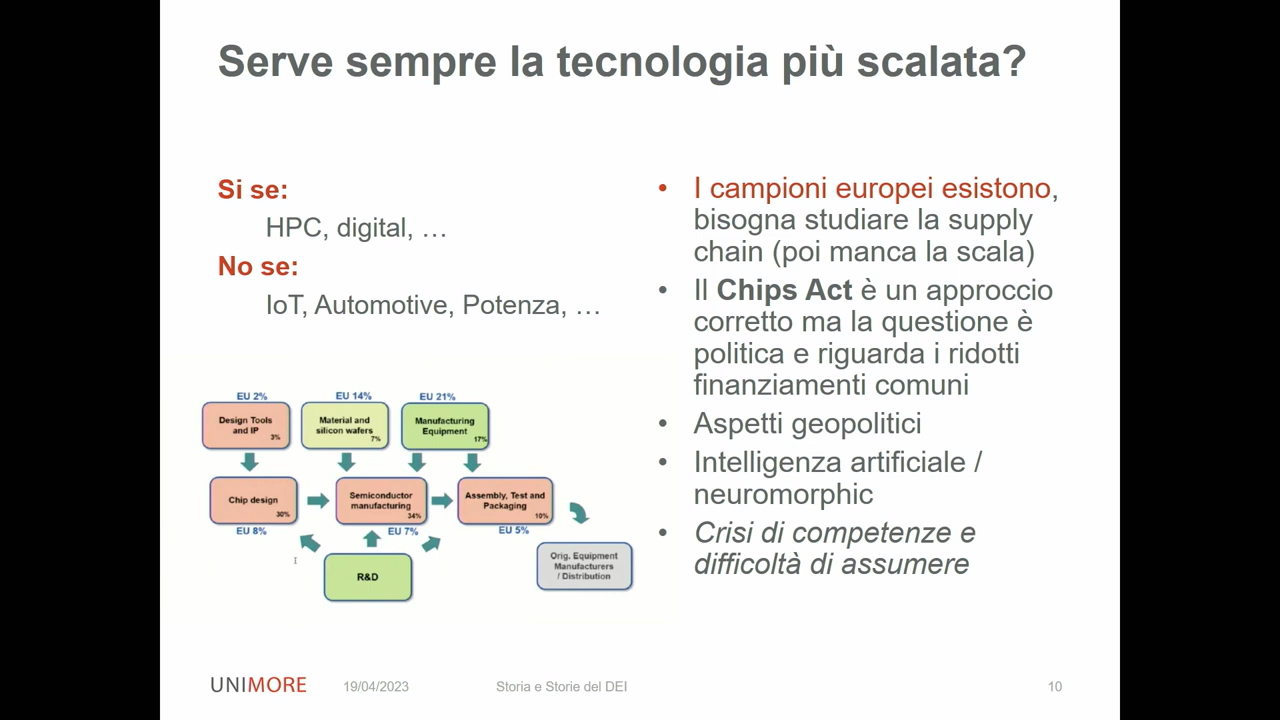 Serve sempre la tecnologia più scalata?
Si se:
HPC, digital, …
No se:
IoT, Automotive, Potenza, …
• I campioni europei esistono,
bisogna studiare la supply
chain (poi manca la scala)
• Il Chips Act è un approccio
corretto ma la questione è
politica e riguarda i ridotti
finanziamenti comuni
• Aspetti geopolitici
• Intelligenza artificiale /
neuromorphic
• Crisi di competenze e
difficoltà di assumere
EU 2%
Design Tools
and IP
3%
EU 14%
Material and
silicon wafers
7%
EU 21%
Manufacturing
Equipment
17%
Chip design
30%
EU 8%
Semiconductor
manufacturing
34%
EU 7%
Assembly, Test and
Packaging
10%
EU 5%
R&D
Orig. Equipment
Manufacturers
/ Distribution
UNIMORE
19/04/2023
Storia e Storie del DEI
10